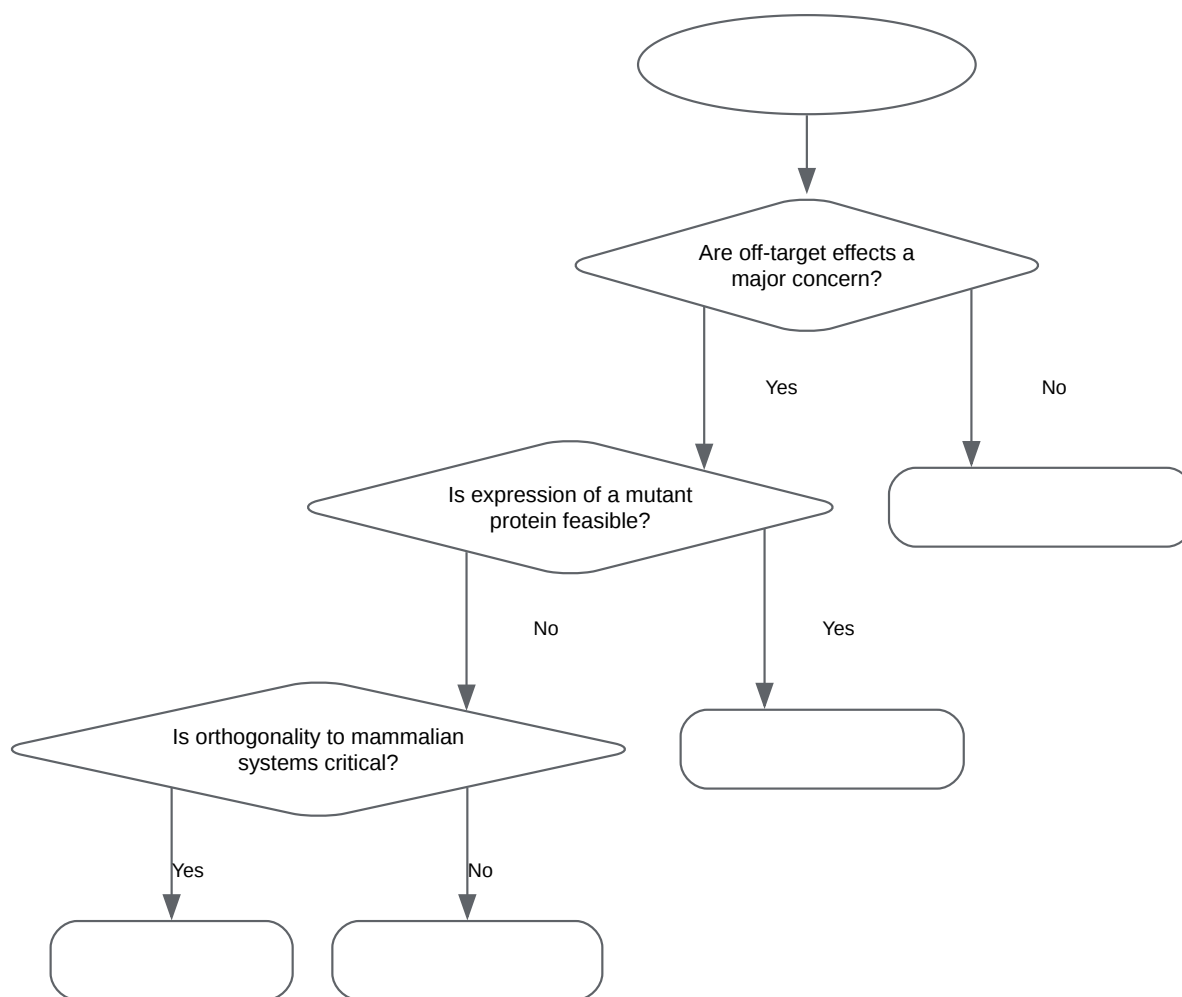 Are off-target effects a
major concern?
Yes
No
Is expression of a mutant
protein feasible?
No
Yes
Is orthogonality to mammalian
systems critical?
Yes
No